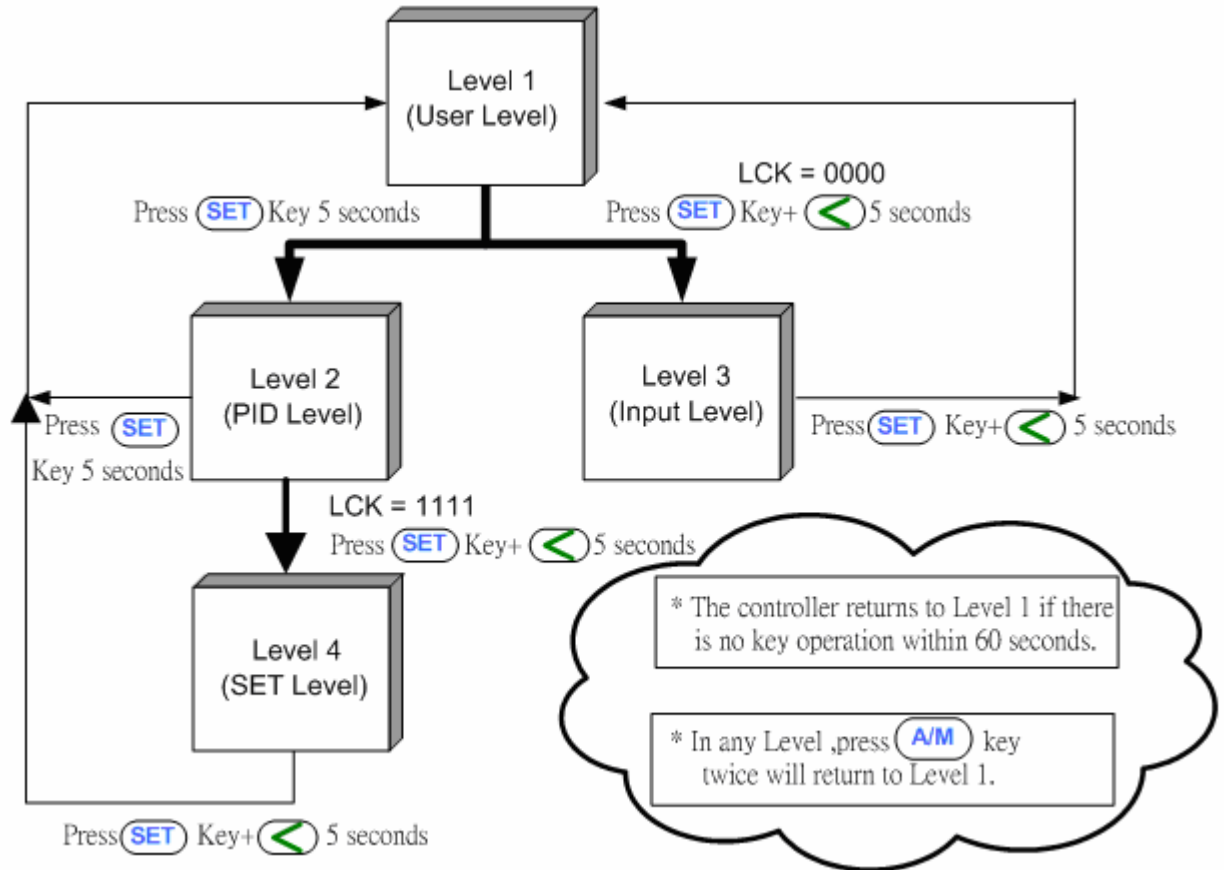 Level 1
(User Level)
LCK = 0000
Press SET Key 5 seconds
Press SET Key+ < 5 seconds
Level 2
(PID Level)
Level 3
(Input Level)
Press SET
Key 5 seconds
Press SET Key+ < 5 seconds
LCK = 1111
Press SET Key+ < 5 seconds
Level 4
(SET Level)
* The controller returns to Level 1 if there
is no key operation within 60 seconds.
* In any Level ,press A/M key
twice will return to Level 1.
Press SET Key+ < 5 seconds